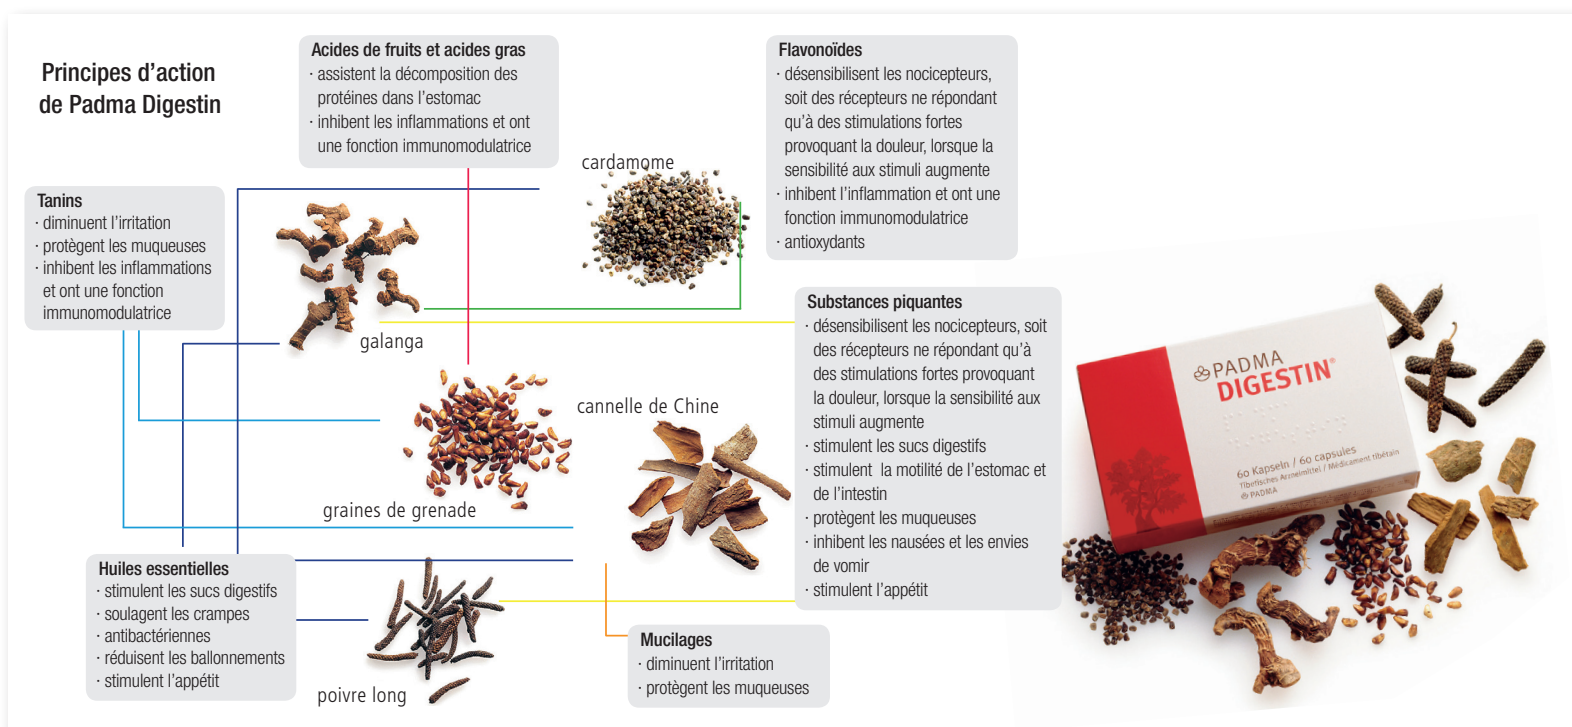 Principes d’action
de Padma Digestin
Acides de fruits et acides gras
· assistent la décomposition des
protéines dans l’estomac
· inhibent les inflammations et ont
une fonction immunomodulatrice
Flavonoïdes
· désensibilisent les nocicepteurs,
soit des récepteurs ne répondant
qu’à des stimulations fortes
provoquant la douleur, lorsque la
sensibilité aux stimuli augmente
· inhibent l’inflammation et ont une
fonction immunomodulatrice
· antioxydants
cardamome
Tanins
· diminuent l’irritation
· protègent les muqueuses
· inhibent les inflammations
et ont une fonction
immunomodulatrice
galanga
Substances piquantes
· désensibilisent les nocicepteurs, soit
des récepteurs ne répondant qu’à
des stimulations fortes provoquant
la douleur, lorsque la sensibilité aux
stimuli augmente
· stimulent les sucs digestifs
· stimulent la motilité de l’estomac et
de l’intestin
· protègent les muqueuses
· inhibent les nausées et les envies
de vomir
· stimulent l’appétit
cannelle de Chine
graines de grenade
Huiles essentielles
· stimulent les sucs digestifs
· soulagent les crampes
· antibactériennes
· réduisent les ballonnements
· stimulent l’appétit
poivre long
Mucilages
· diminuent l’irritation
· protègent les muqueuses
PADMA
DIGESTIN®
60 Kapseln / 60 capsules
Tibetisches Arzneimittel / Médicament tibétain
PADMA